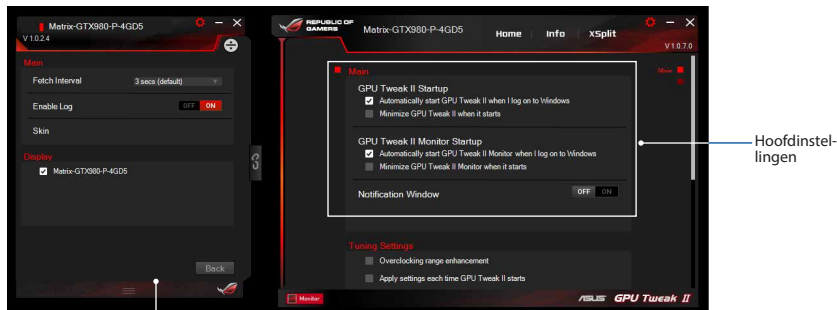 Matrix-GTX980-P-4GD5
V 1.0.2.4
Main
Fetch Interval
3 secs (default)
Enable Log
OFF ON
Skin
Display
Matrix-GTX980-P-4GD5
Back
REPUBLIC OF
GAMERS
Matrix-GTX980-P-4GD5
Home
Info
XSplit
V 1.0.7.0
Main
Main
GPU Tweak II Startup
Automatically start GPU Tweak II when I log on to Windows
Minimize GPU Tweak II when it starts
GPU Tweak II Monitor Startup
Automatically start GPU Tweak II Monitor when I log on to Windows
Minimize GPU Tweak II Monitor when it starts
Notification Window
OFF ON
Tuning Settings
Overclocking range enhancement
Apply settings each time GPU Tweak II starts
Monitor
ASUS GPU Tweak II
Hoofdinstel-
lingen